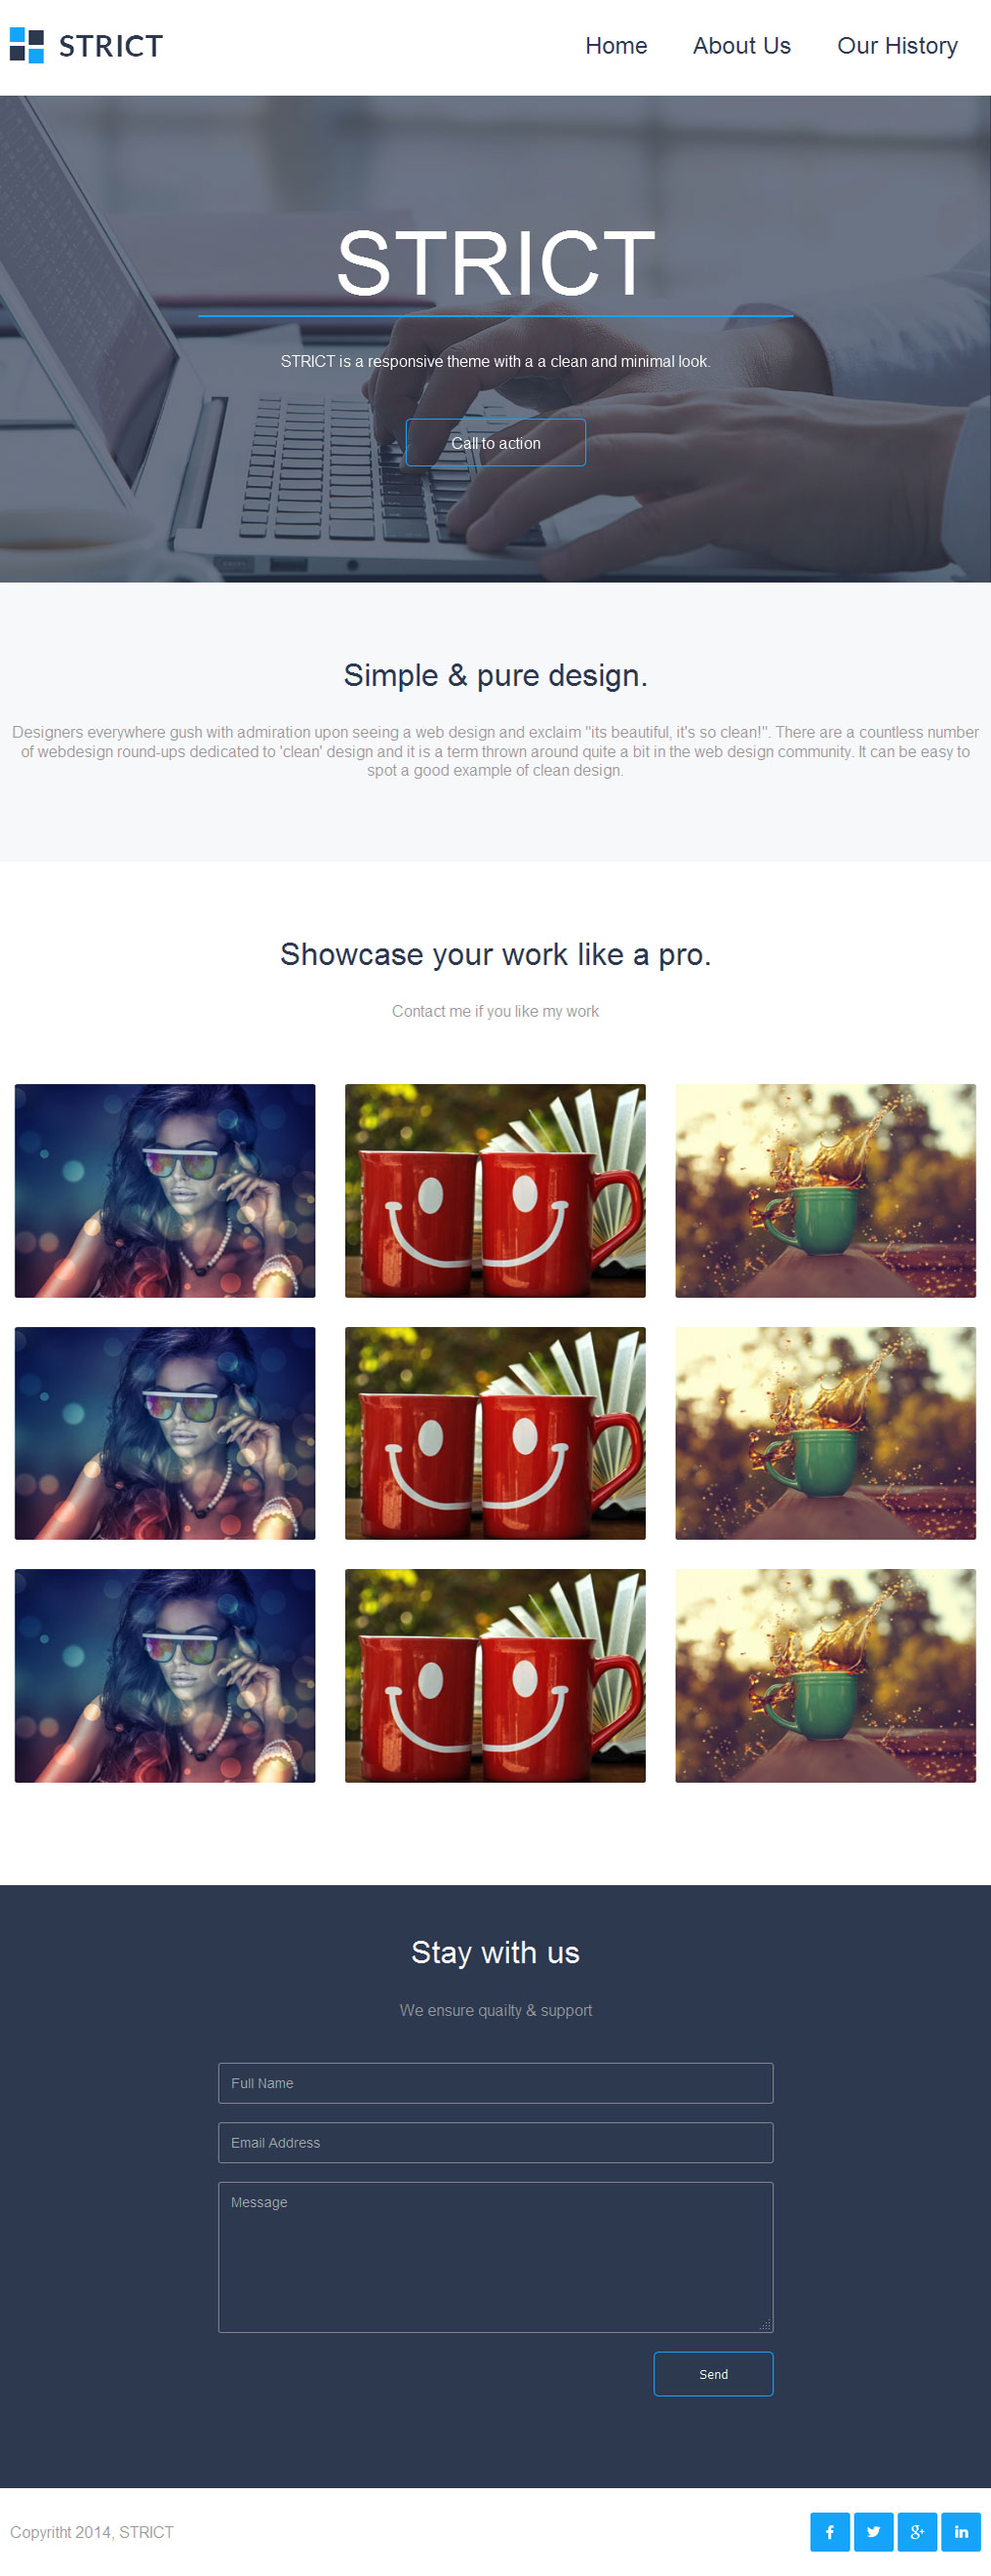 STRICT
Home About Us Our History
STRICT
STRICT is a responsive theme with a a clean and minimal look.
Call to action
Simple & pure design.
Designers everywhere gush with admiration upon seeing a web design and exclaim "its beautiful, it's so clean!". There are a countless number
of webdesign round-ups dedicated to 'clean' design and it is a term thrown around quite a bit in the web design community. It can be easy to
spot a good example of clean design.
Showcase your work like a pro.
Contact me if you like my work
Stay with us
We ensure quailty & support
Full Name
Email Address
Message
Send
Copyritht 2014, STRICT
f g+ in